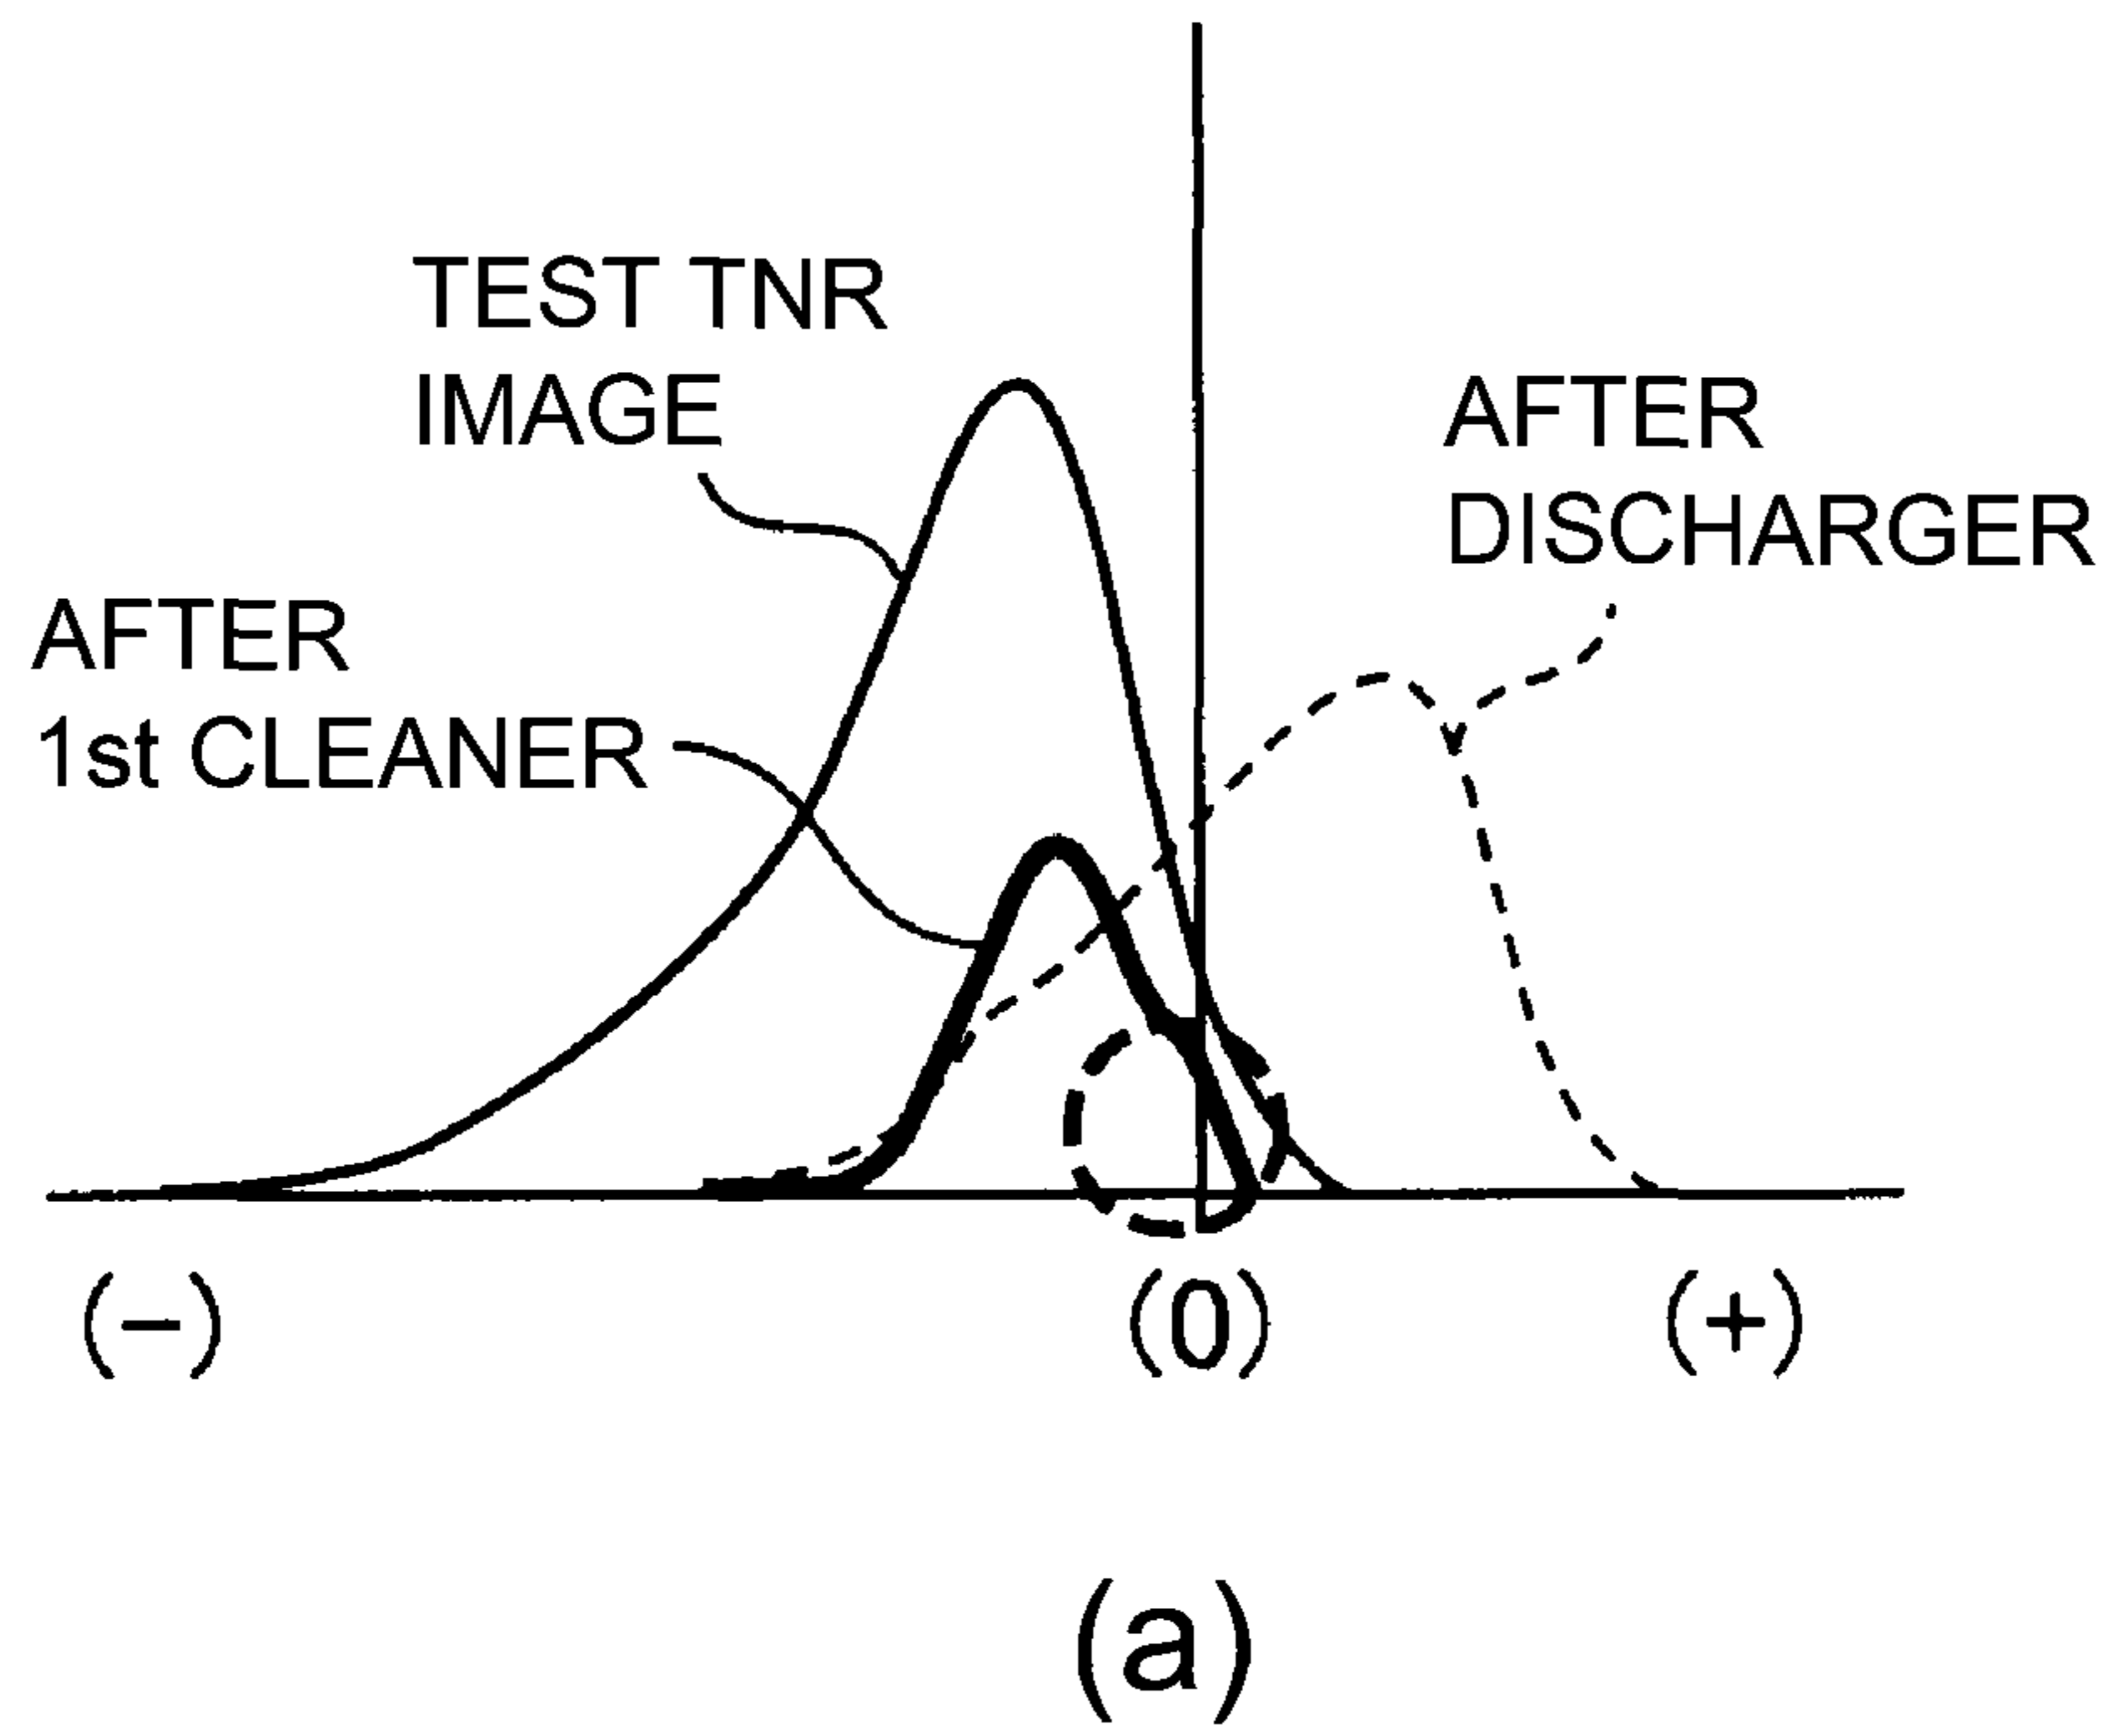 TEST TNR
IMAGE
AFTER
DISCHARGER
AFTER
1st CLEANER
(−)
(0)
(+)
(a)